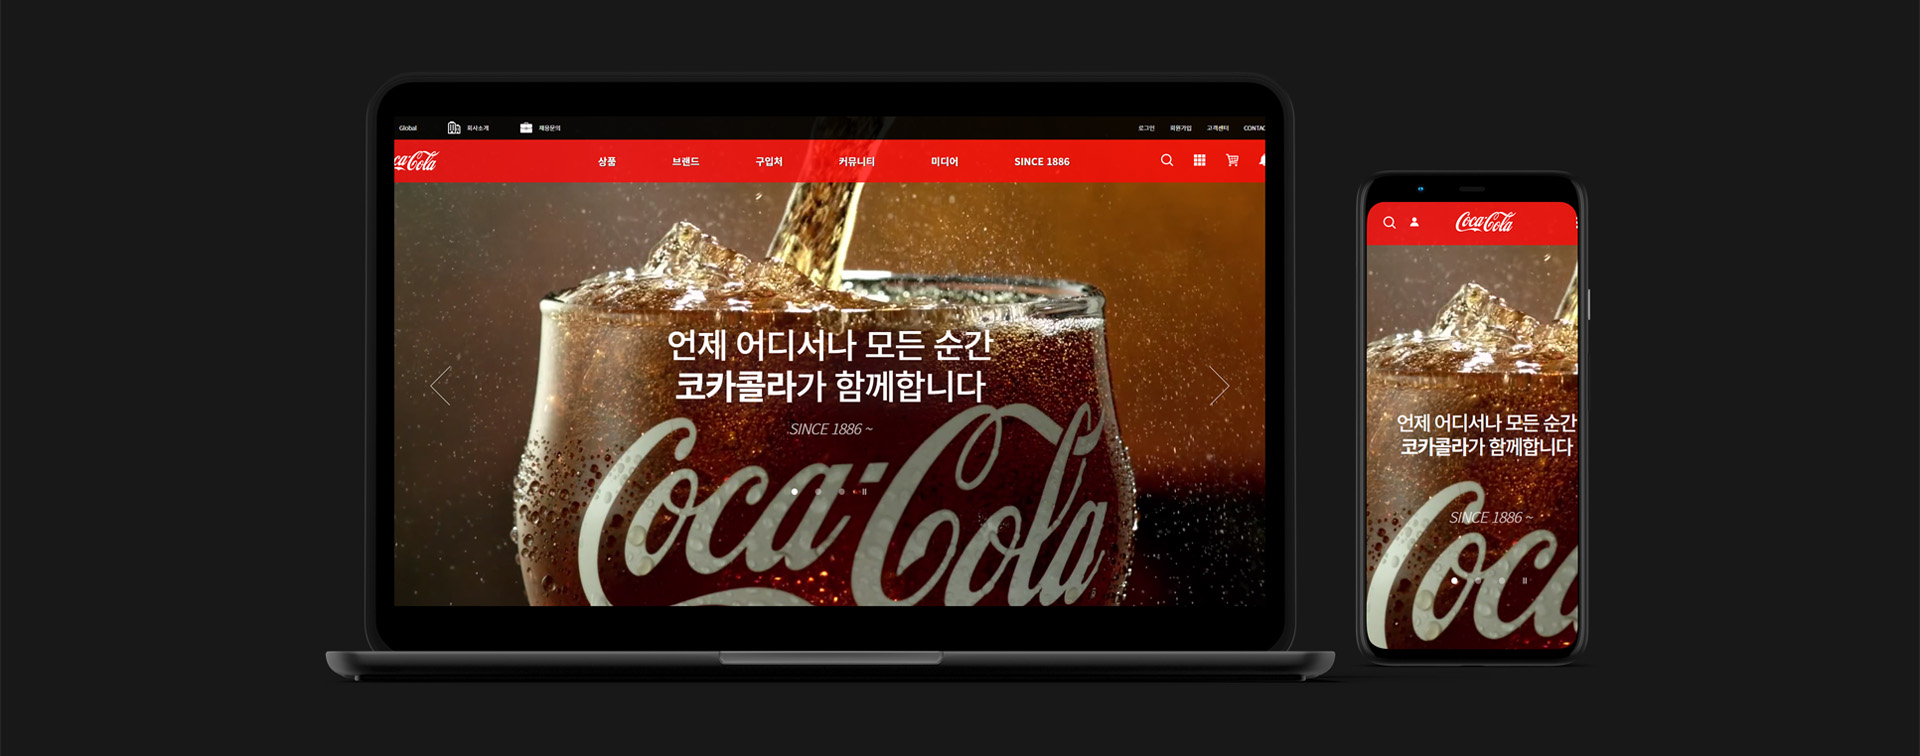 Global 회사소개 채용문의 로그인 회원가입 고객센터 CONTAC
ca-Cola 상품 브랜드 구입처 커뮤니티 미디어 SINCE 1886
언제 어디서나 모든 순간
코카콜라가 함께합니다
SINCE 1886 ~
Coca-Cola
Coca-Cola
언제 어디서나 모든 순간
코카콜라가 함께합니다
SINCE 1886 ~
Coca